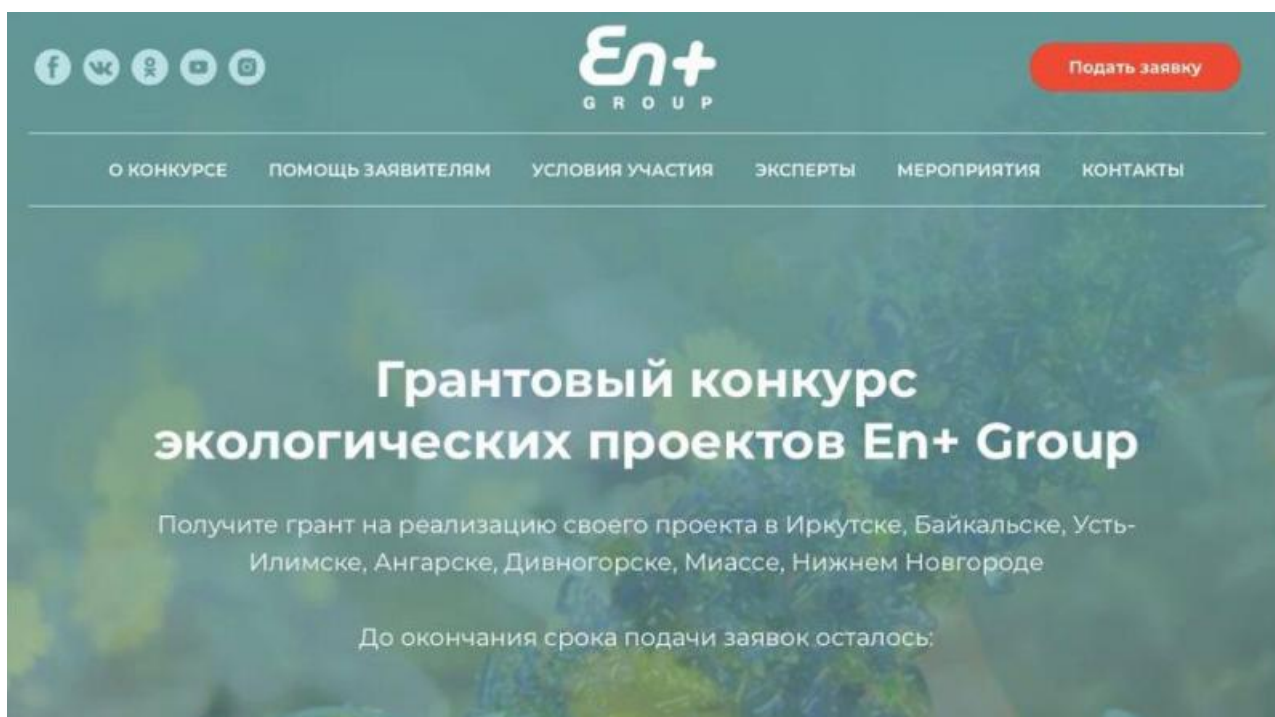 En+
GROUP
Подать заявку
О КОНКУРСЕ ПОМОЩЬ ЗАЯВИТЕЛЯМ УСЛОВИЯ УЧАСТИЯ ЭКСПЕРТЫ МЕРОПРИЯТИЯ КОНТАКТЫ
Грантовый конкурс
экологических проектов En+ Group
Получите грант на реализацию своего проекта в Иркутске, Байкальске, Усть-
Илимске, Ангарске, Дивногорске, Миассе, Нижнем Новгороде
До окончания срока подачи заявок осталось: